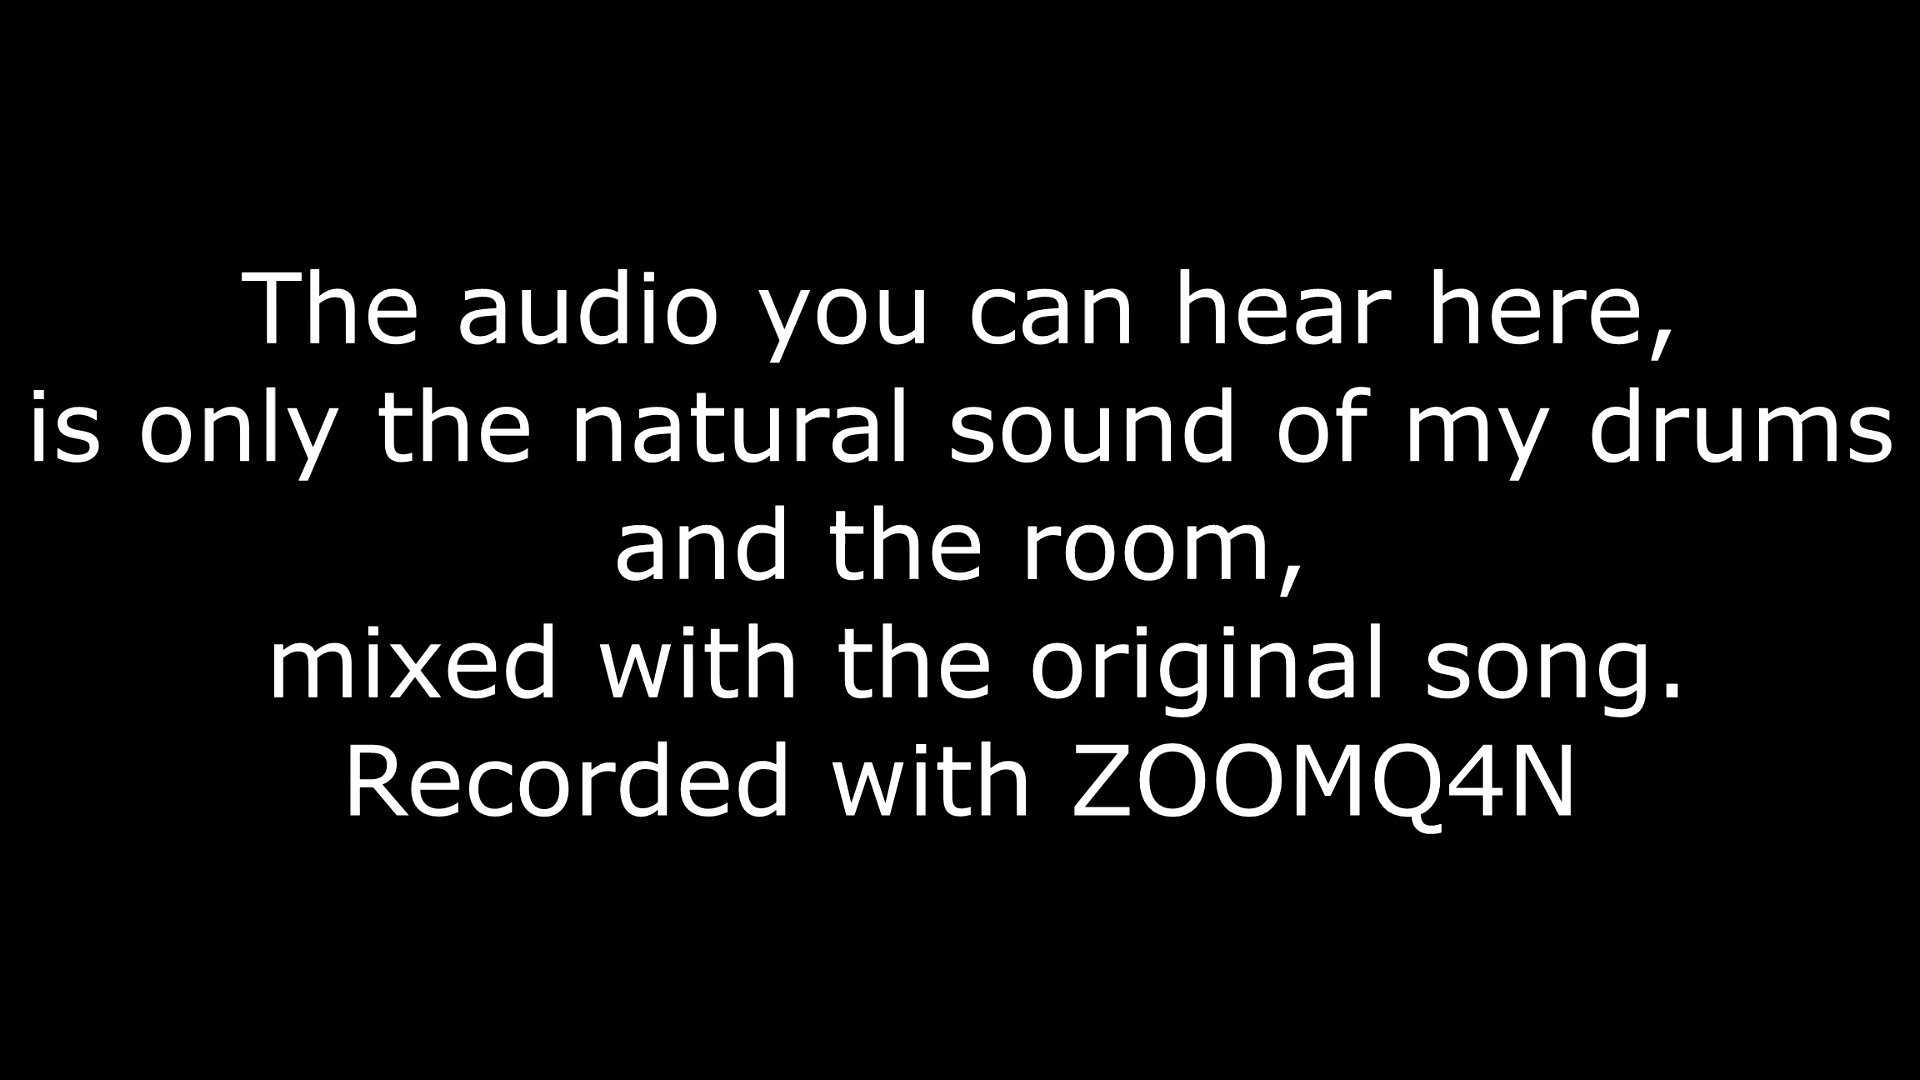 The audio you can hear here,
is only the natural sound of my drums
and the room,
mixed with the original song.
Recorded with ZOOMQ4N